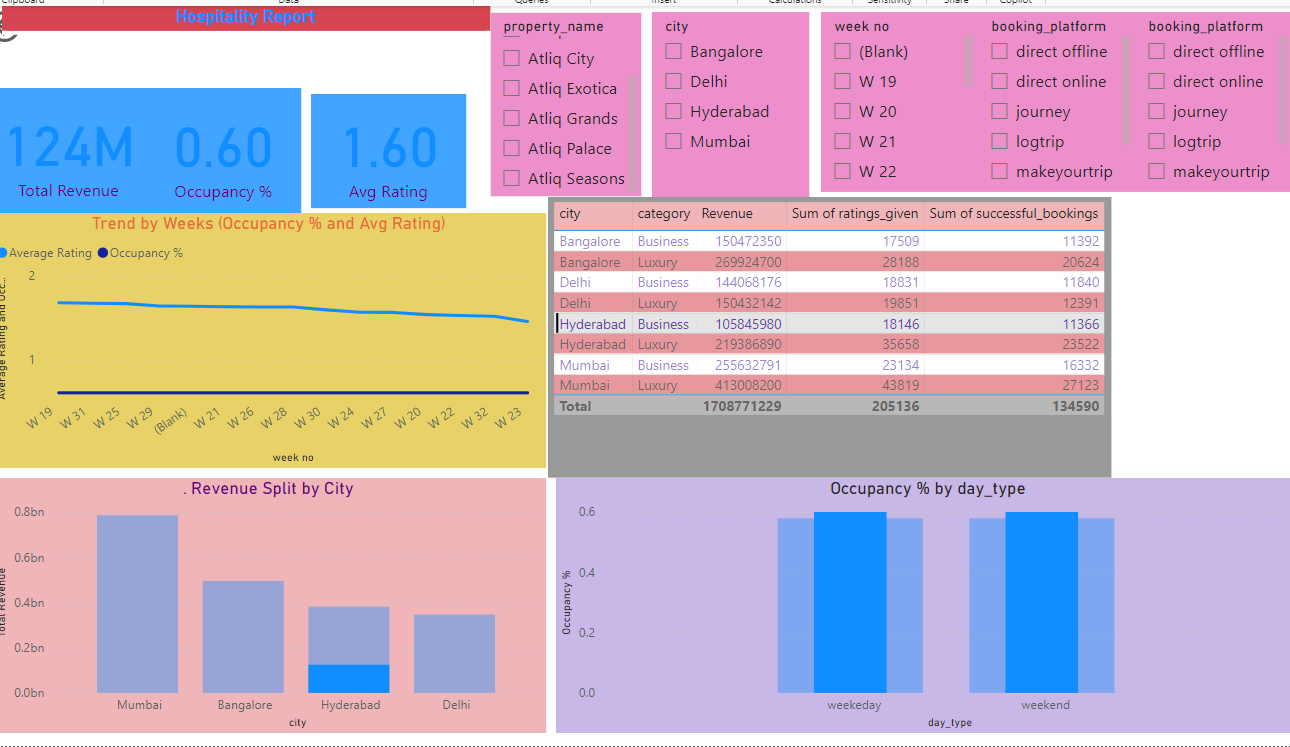 Clipboard Data Queries Insert Calculations Sensitivity Share Copilot
Hospitality Report
property_name
Atliq City
Atliq Exotica
Atliq Grands
Atliq Palace
Atliq Seasons
city
Bangalore
Delhi
Hyderabad
Mumbai
week no
(Blank)
W 19
W 20
W 21
W 22
booking_platform
direct offline
direct online
journey
logtrip
makeyourtrip
booking_platform
direct offline
direct online
journey
logtrip
makeyourtrip
124M
Total Revenue
0.60
Occupancy %
1.60
Avg Rating
Trend by Weeks (Occupancy % and Avg Rating)
Average Rating Occupancy %
Average Rating and Occ...
2
1
W 19 W 31 W 25 W 29 (Blank) W 21 W 26 W 28 W 30 W 24 W 27 W 20 W 22 W 32 W 23
week no
city category Revenue Sum of ratings_given Sum of successful_bookings
Bangalore Business 150472350 17509 11392
Bangalore Luxury 269924700 28188 20624
Delhi Business 144068176 18831 11840
Delhi Luxury 150432142 19851 12391
Hyderabad Business 105845980 18146 11366
Hyderabad Luxury 219386890 35658 23522
Mumbai Business 255632791 23134 16332
Mumbai Luxury 413008200 43819 27123
Total 1708771229 205136 134590
. Revenue Split by City
Total Revenue
0.8bn
0.6bn
0.4bn
0.2bn
0.0bn
Mumbai Bangalore Hyderabad Delhi
city
Occupancy % by day_type
Occupancy %
0.6
0.4
0.2
0.0
weekeday weekend
day_type